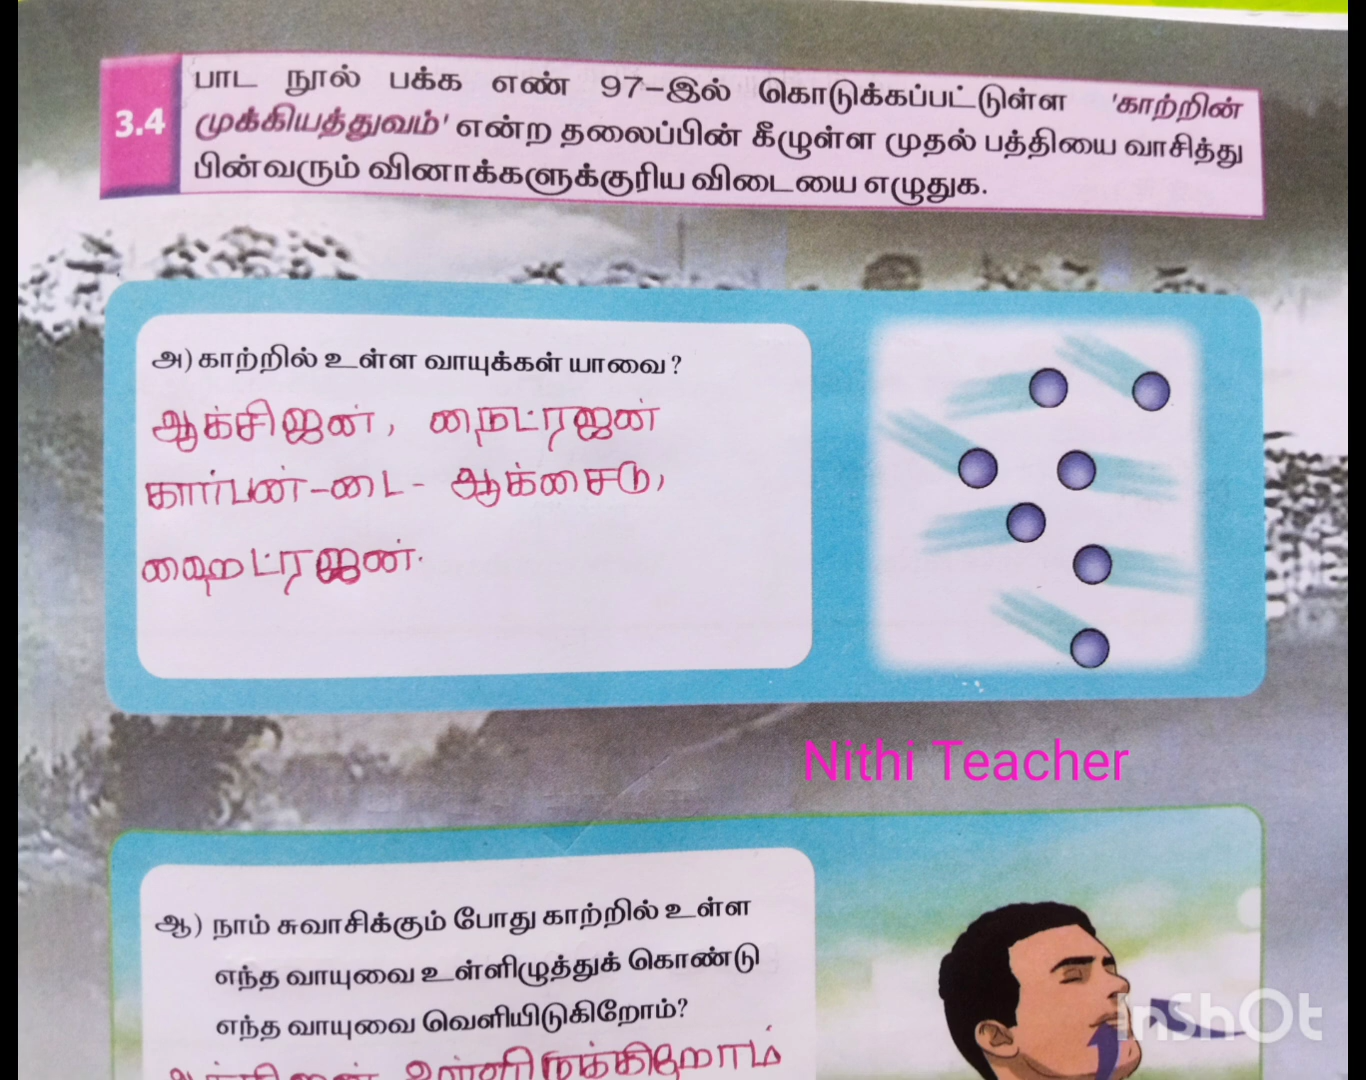 பாட நூல் பக்க எண் 97-இல் கொடுக்கப்பட்டுள்ள 'காற்றின்
3.4 முக்கியத்துவம்' என்ற தலைப்பின் கீழுள்ள முதல் பத்தியை வாசித்து
பின்வரும் வினாக்களுக்குரிய விடையை எழுதுக.
அ) காற்றில் உள்ள வாயுக்கள் யாவை?
ஆக்சிஜன், நைட்ரஜன்
கார்பன்-டை- ஆக்சைடு,
ஹைட்ரஜன்.
Nithi Teacher
ஆ) நாம் சுவாசிக்கும் போது காற்றில் உள்ள
எந்த வாயுவை உள்ளிழுத்துக் கொண்டு
எந்த வாயுவை வெளியிடுகிறோம்?
InShOt